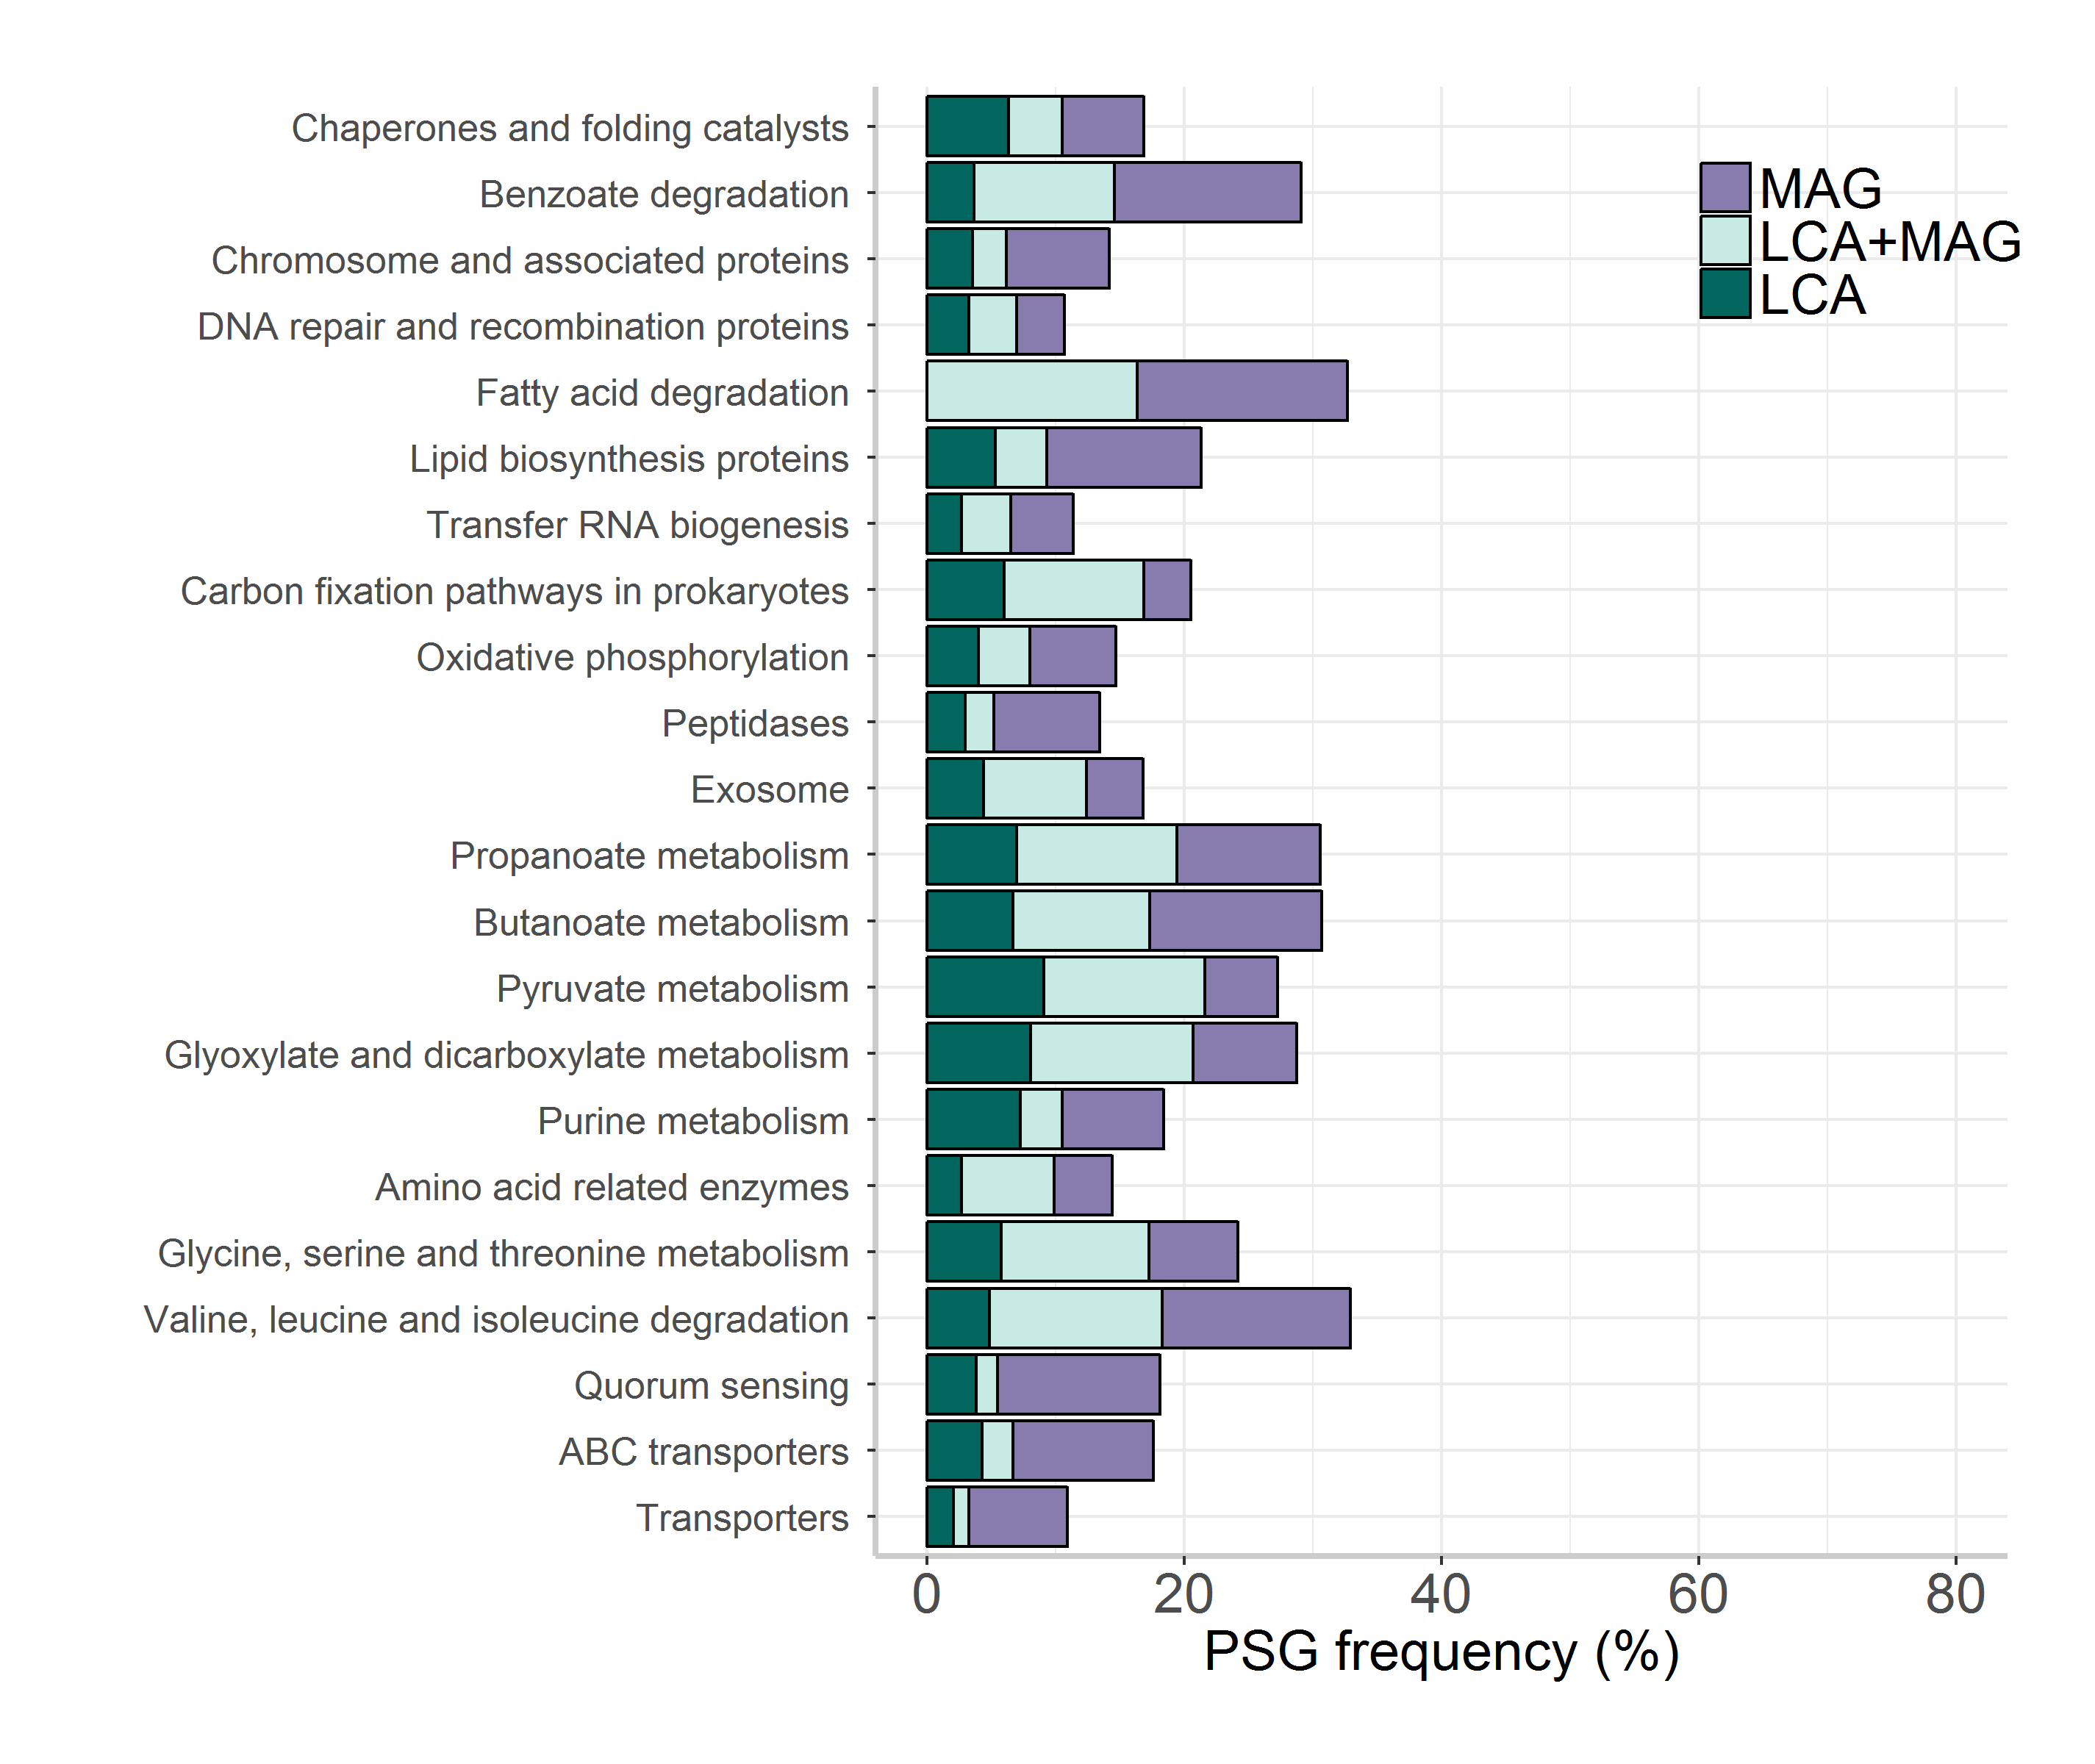 Chaperones and folding catalysts
Benzoate degradation
Chromosome and associated proteins
DNA repair and recombination proteins
Fatty acid degradation
Lipid biosynthesis proteins
Transfer RNA biogenesis
Carbon fixation pathways in prokaryotes
Oxidative phosphorylation
Peptidases
Exosome
Propanoate metabolism
Butanoate metabolism
Pyruvate metabolism
Glyoxylate and dicarboxylate metabolism
Purine metabolism
Amino acid related enzymes
Glycine, serine and threonine metabolism
Valine, leucine and isoleucine degradation
Quorum sensing
ABC transporters
Transporters
MAG
LCA+MAG
LCA
0 20 40 60 80
PSG frequency (%)